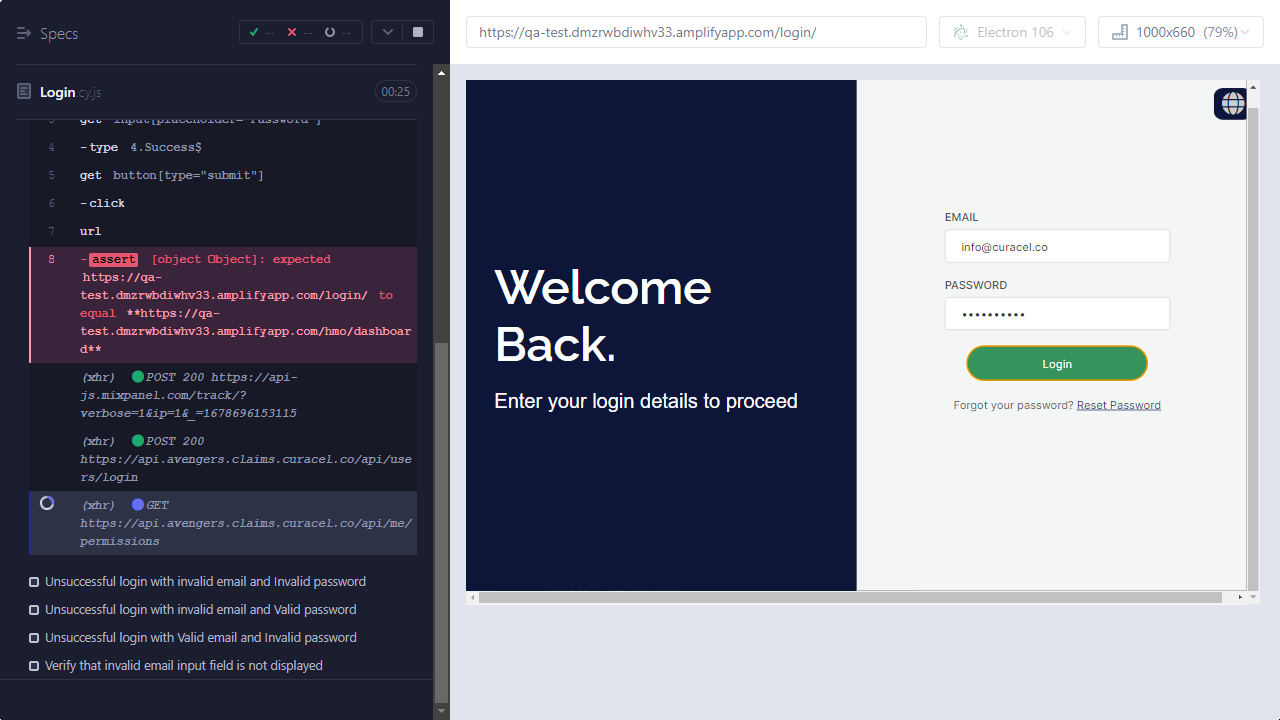 Specs
-- -- --
https://qa-test.dmzrwbdiwhv33.amplifyapp.com/login/
Electron 106
1000x660 (79%)
Login.cy.js
00:25
3 get input[placeholder="Password"]
4 -type 4.Success$
5 get button[type="submit"]
6 -click
7 url
8 -assert [object Object]: expected
https://qa-
test.dmzrwbdiwhv33.amplifyapp.com/login/ to
equal **https://qa-
test.dmzrwbdiwhv33.amplifyapp.com/hmo/dashboar
d**
(xhr) POST 200 https://api-
js.mixpanel.com/track/?
verbose=1&ip=1&_=1678696153115
(xhr) POST 200
https://api.avengers.claims.curacel.co/api/use
rs/login
(xhr) GET
https://api.avengers.claims.curacel.co/api/me/
permissions
Unsuccessful login with invalid email and Invalid password
Unsuccessful login with invalid email and Valid password
Unsuccessful login with Valid email and Invalid password
Verify that invalid email input field is not displayed
Welcome
Back.
Enter your login details to proceed
EMAIL
info@curacel.co
PASSWORD
••••••••••
Login
Forgot your password? Reset Password